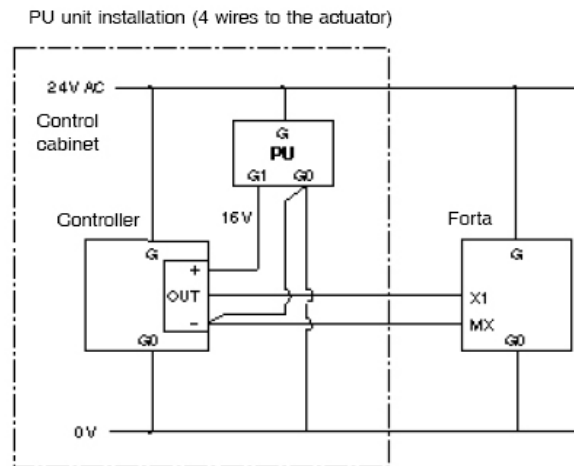 PU unit installation (4 wires to the actuator)
24V AC
Control
cabinet
G
PU
G1 G0
Controller
16V
Forta
G
G
+
OUT
X1
-
MX
G0
G0
0V